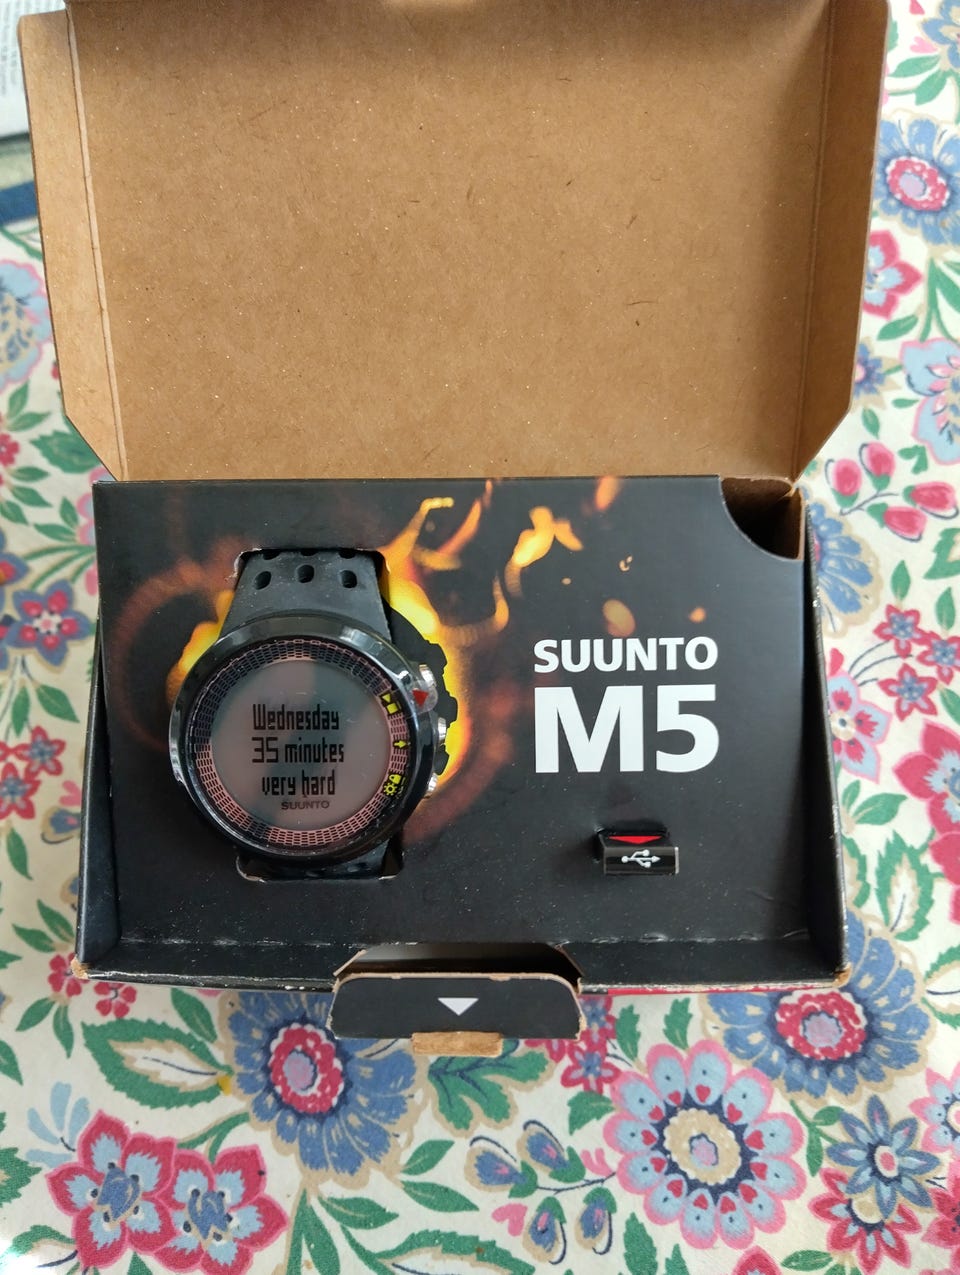 Wednesday
35 minutes
very hard
SUUNTO
SUUNTO
M5